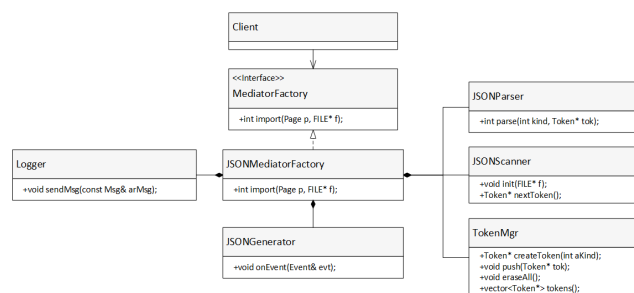 Client
<<Interface>>
MediatorFactory
+int import(Page p, FILE* f);
JSONParser
+int parse(int kind, Token* tok);
Logger
+void sendMsg(const Msg& arMsg);
JSONMediatorFactory
+int import(Page p, FILE* f);
JSONScanner
+void init(FILE* f);
+Token* nextToken();
JSONGenerator
+void onEvent(Event& evt);
TokenMgr
+Token* createToken(int aKind);
+void push(Token* tok);
+void eraseAll();
+vector<Token*> tokens();